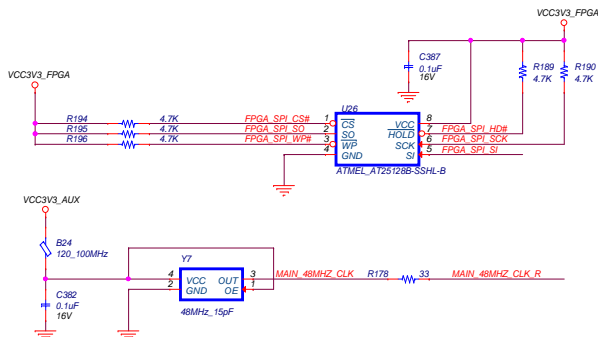 VCC3V3_FPGA
C387
0.1uF
16V
R189
4.7K
R190
4.7K
VCC3V3_FPGA
U26
R194 4.7K FPGA_SPI_CS# 1 CS VCC 8
R195 4.7K FPGA_SPI_SO 2 SO HOLD 7 FPGA_SPI_HD#
R196 4.7K FPGA_SPI_WP# 3 WP SCK 6 FPGA_SPI_SCK
4 GND SI 5 FPGA_SPI_SI
ATMEL_AT25128B-SSHL-B
VCC3V3_AUX
B24
120_100MHz
Y7
4 VCC OUT 3 MAIN_48MHZ_CLK R178 33 MAIN_48MHZ_CLK_R
2 GND OE 1
48MHz_15pF
C382
0.1uF
16V